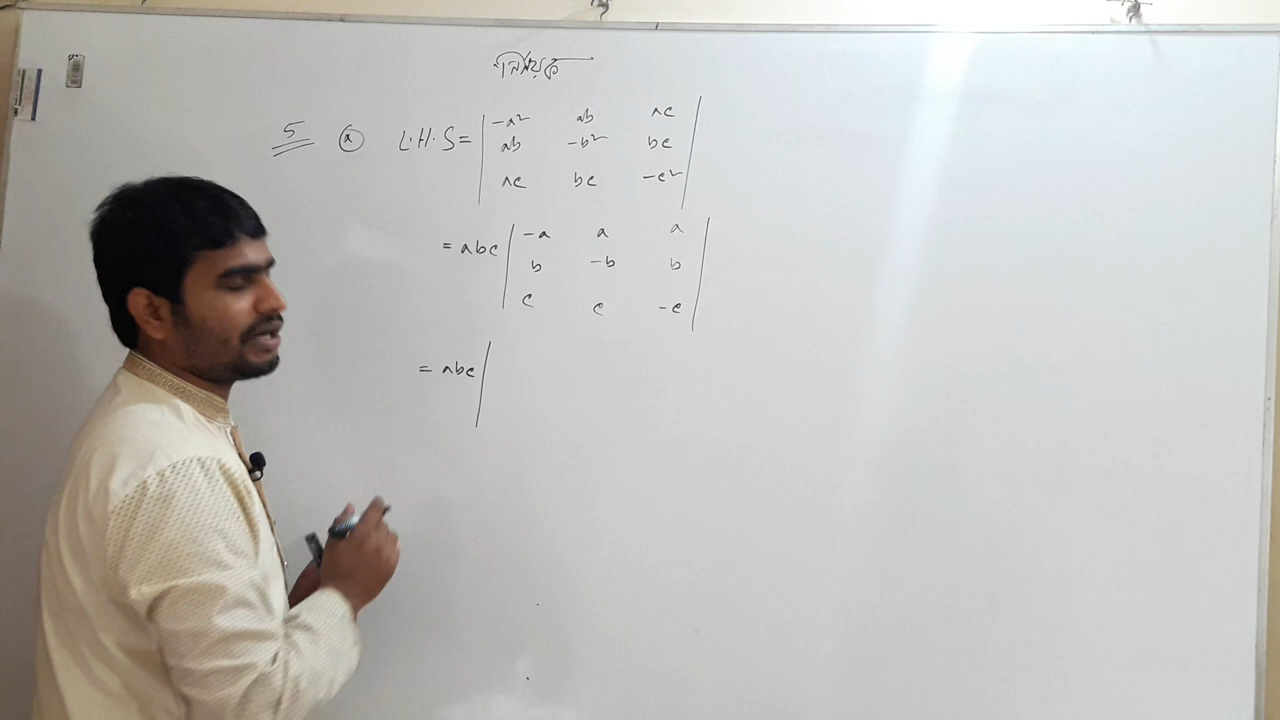 নির্ণায়ক
5 ⓐ L.H.S = | -a² ab ac |
| ab -b² bc |
| ac bc -c² |
= abc | -a a a |
| b -b b |
| c c -c |
= abc |